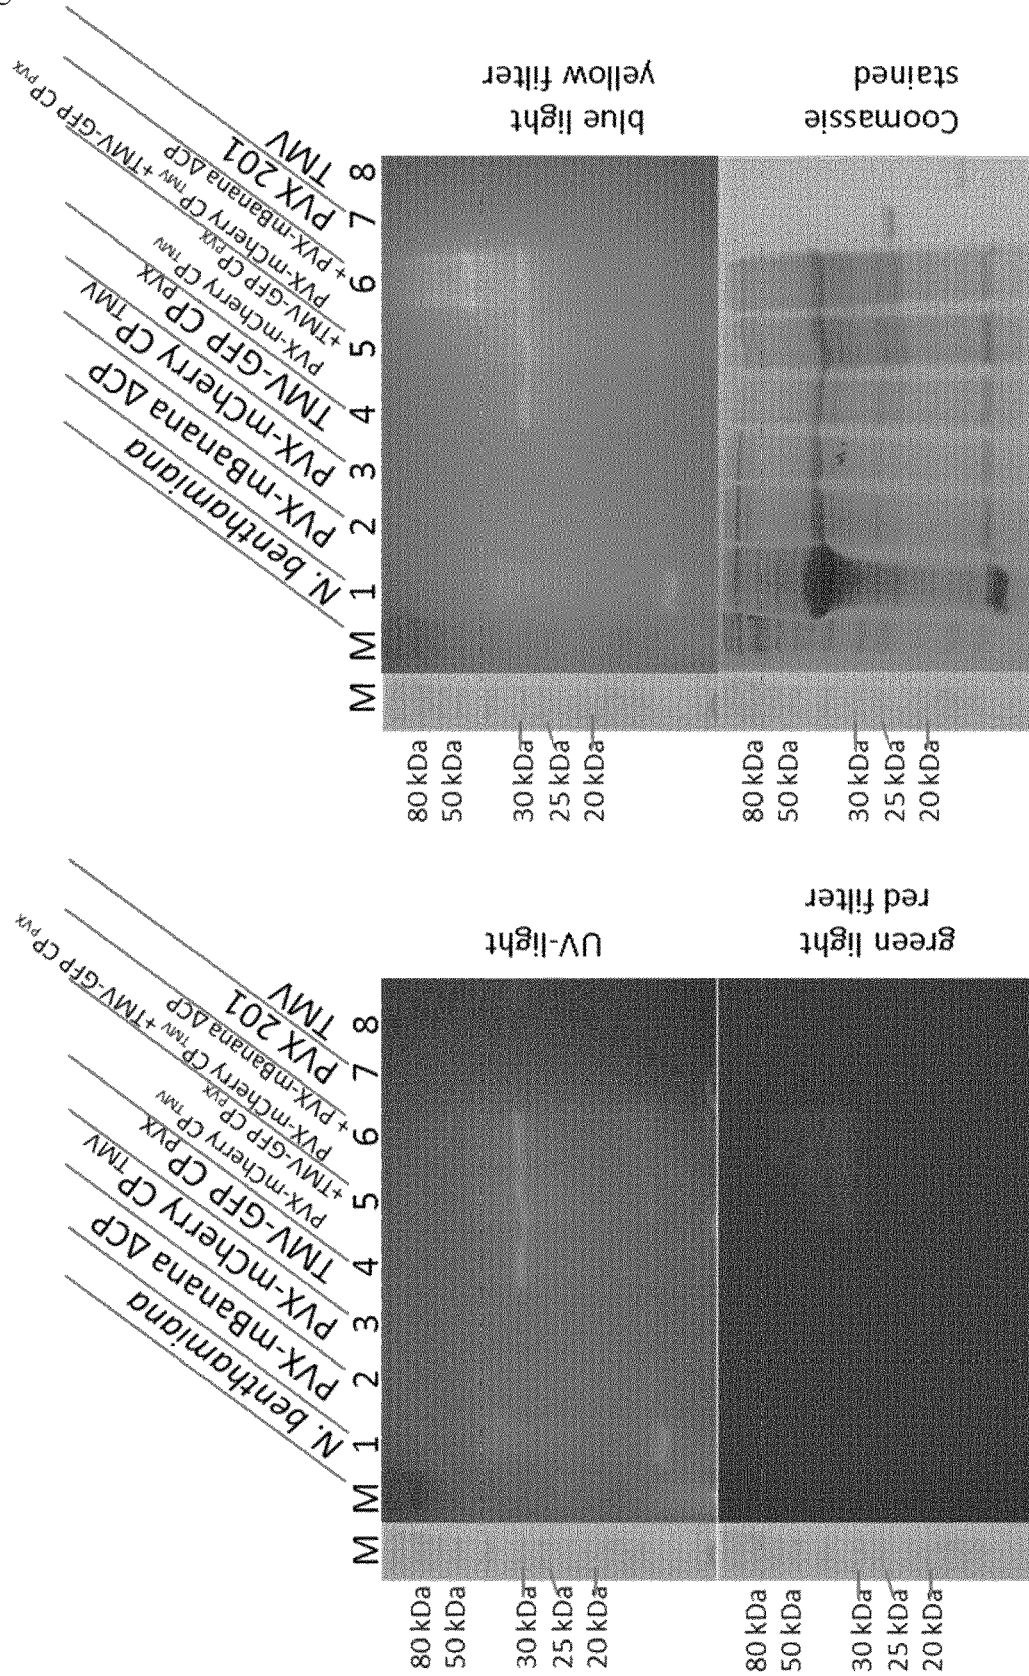 N. benthamiana
PVX-mBanana ΔCP
PVX-mCherry CP TMV
TMV-GFP CP PVX
PVX-mCherry CP TMV
+TMV-GFP CP PVX
PVX-mCherry CP TMV +TMV-GFP CP PVX
+ PVX-mBanana ΔCP
PVX 201
TMV
M M 1 2 3 4 5 6 7 8
80 kDa
50 kDa
30 kDa
25 kDa
20 kDa
UV-light
80 kDa
50 kDa
30 kDa
25 kDa
20 kDa
green light
red filter
N. benthamiana
PVX-mBanana ΔCP
PVX-mCherry CP TMV
TMV-GFP CP PVX
PVX-mCherry CP TMV
+TMV-GFP CP PVX
PVX-mCherry CP TMV +TMV-GFP CP PVX
+ PVX-mBanana ΔCP
PVX 201
TMV
M M 1 2 3 4 5 6 7 8
80 kDa
50 kDa
30 kDa
25 kDa
20 kDa
blue light
yellow filter
80 kDa
50 kDa
30 kDa
25 kDa
20 kDa
Coomassie
stained